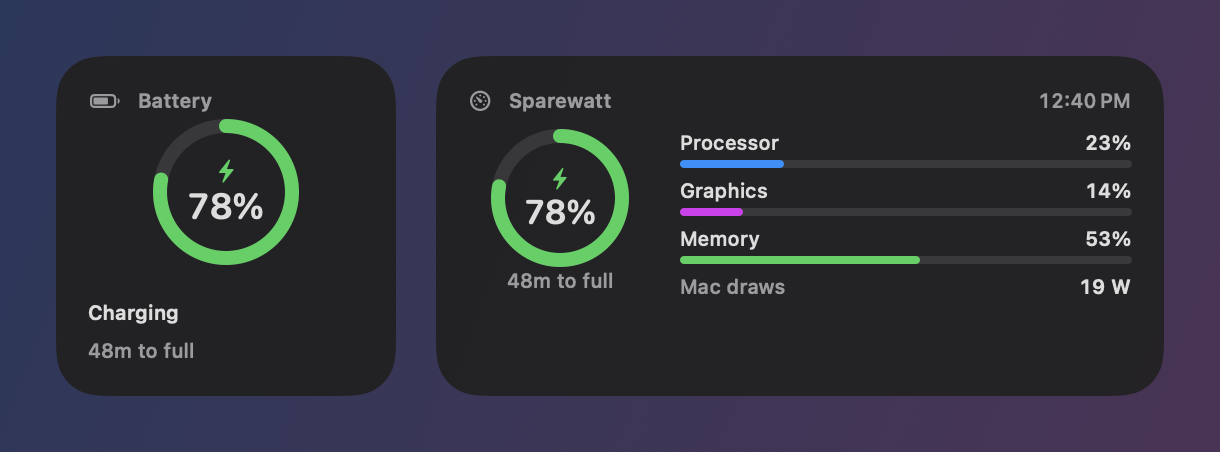 Battery
78%
Charging
48m to full
Sparewatt
12:40 PM
78%
48m to full
Processor 23%
Graphics 14%
Memory 53%
Mac draws 19 W